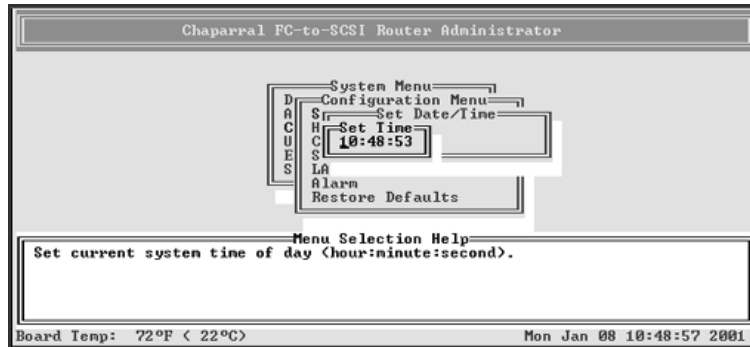 Chaparral FC-to-SCSI Router Administrator
System Menu
D
Configuration Menu
A
S
Set Date/Time
C
H
Set Time
U
C
10:48:53
E
S
S
LA
Alarm
Restore Defaults
Menu Selection Help
Set current system time of day (hour:minute:second).
Board Temp: 72°F ( 22°C)
Mon Jan 08 10:48:57 2001